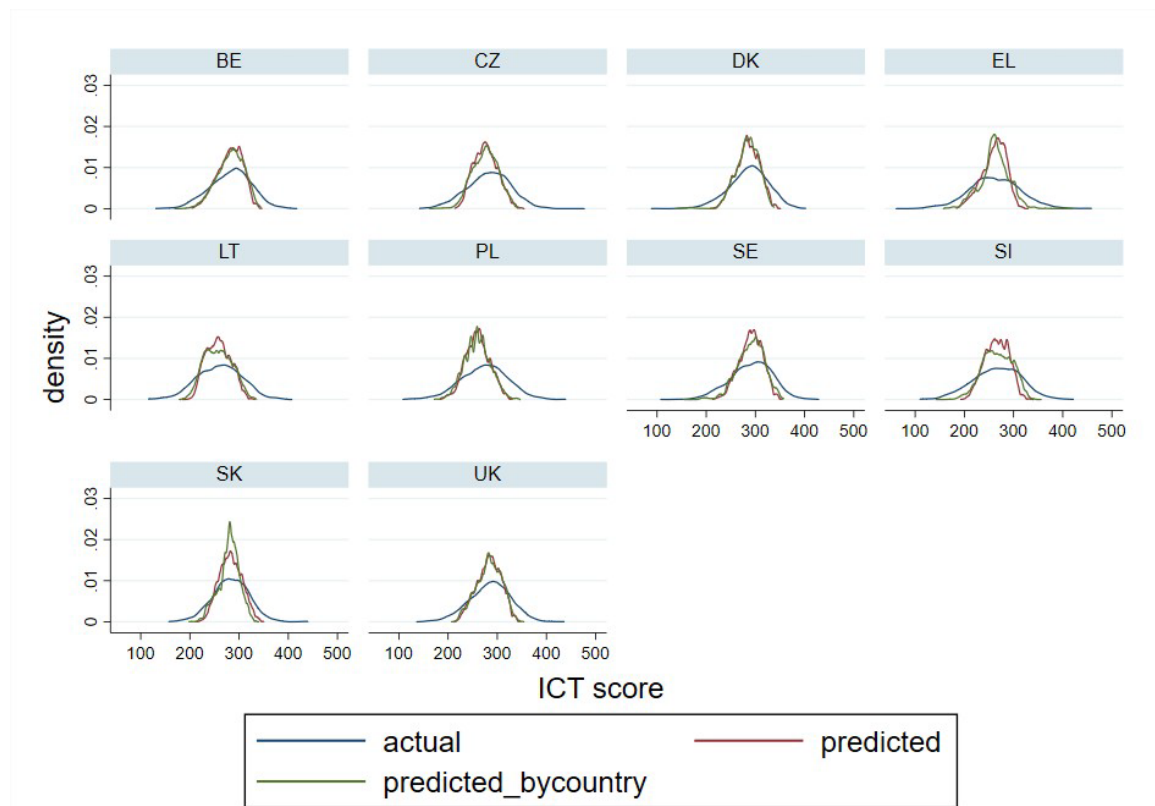 BE CZ DK EL
.03
.02
.01
0
LT PL SE SI
.03
.02
.01
0
density
100 200 300 400 500 100 200 300 400 500
SK UK
.03
.02
.01
0
100 200 300 400 500 100 200 300 400 500
ICT score
actual predicted
predicted_bycountry